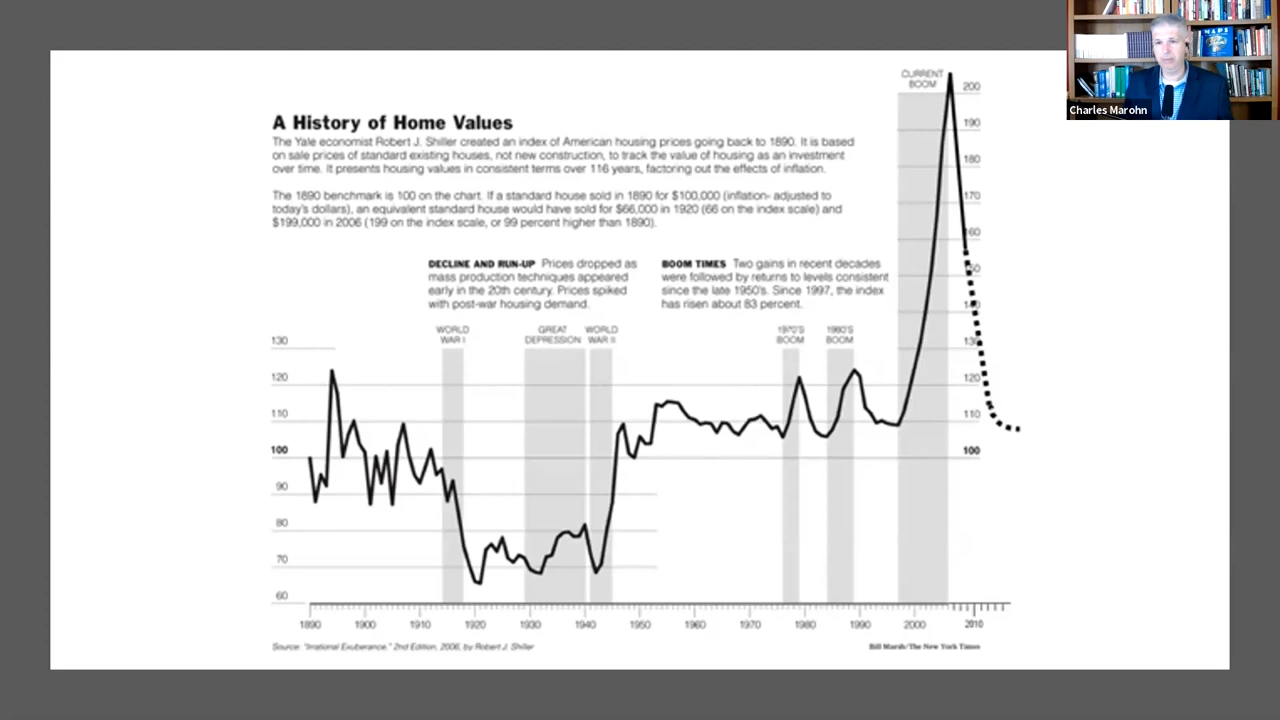 Charles Marohn
CURRENT
BOOM
A History of Home Values
The Yale economist Robert J. Shiller created an index of American housing prices going back to 1890. It is based
on sale prices of standard existing houses, not new construction, to track the value of housing as an investment
over time. It presents housing values in consistent terms over 116 years, factoring out the effects of inflation.
The 1890 benchmark is 100 on the chart. If a standard house sold in 1890 for $100,000 (inflation- adjusted to
today's dollars), an equivalent standard house would have sold for $66,000 in 1920 (66 on the index scale) and
$199,000 in 2006 (199 on the index scale, or 99 percent higher than 1890).
DECLINE AND RUN-UP Prices dropped as
mass production techniques appeared
early in the 20th century. Prices spiked
with post-war housing demand.
BOOM TIMES Two gains in recent decades
were followed by returns to levels consistent
since the late 1950's. Since 1997, the index
has risen about 83 percent.
WORLD
WAR I
GREAT
DEPRESSION
WORLD
WAR II
1970'S
BOOM
1980'S
BOOM
200
190
180
170
160
150
140
130
120
110
100
130
120
110
100
90
80
70
60
1890 1900 1910 1920 1930 1940 1950 1960 1970 1980 1990 2000 2010
Source: "Irrational Exuberance," 2nd Edition, 2006, by Robert J. Shiller
Bill Marsh/The New York Times